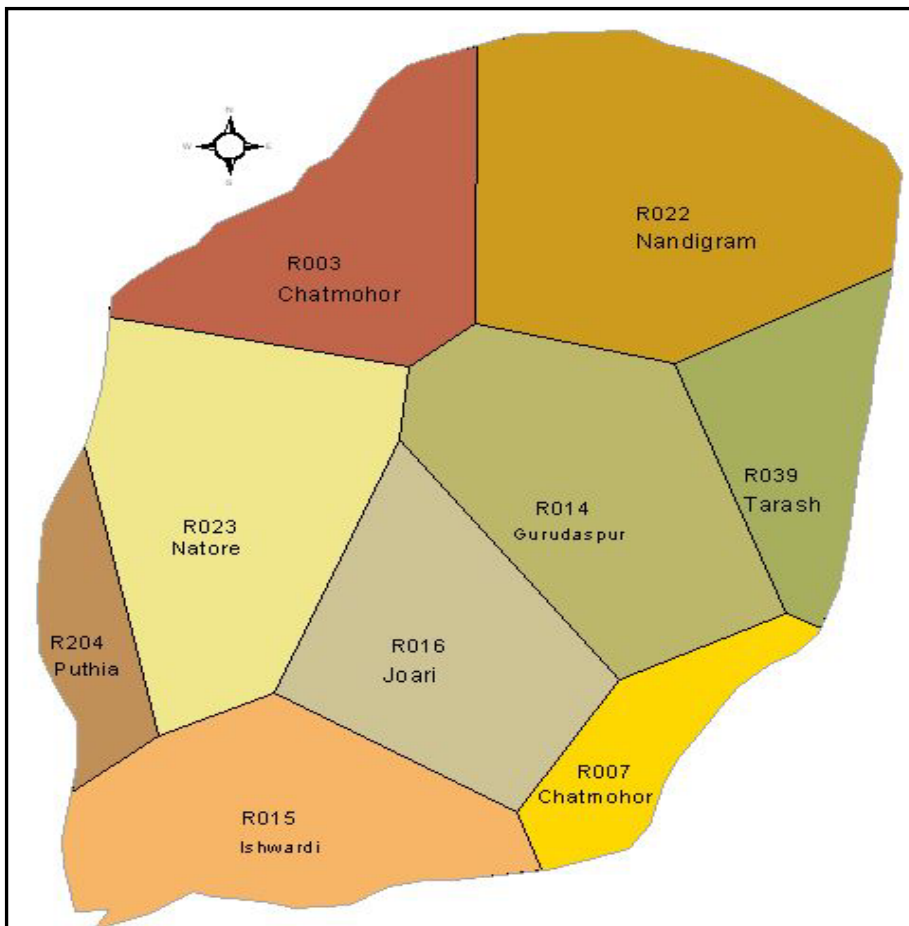 N
W E
S
R022
Nandigram
R003
Chatmohor
R039
Tarash
R014
Gurudaspur
R023
Natore
R204
Puthia
R016
Joari
R007
Chatmohor
R015
Ishwardi